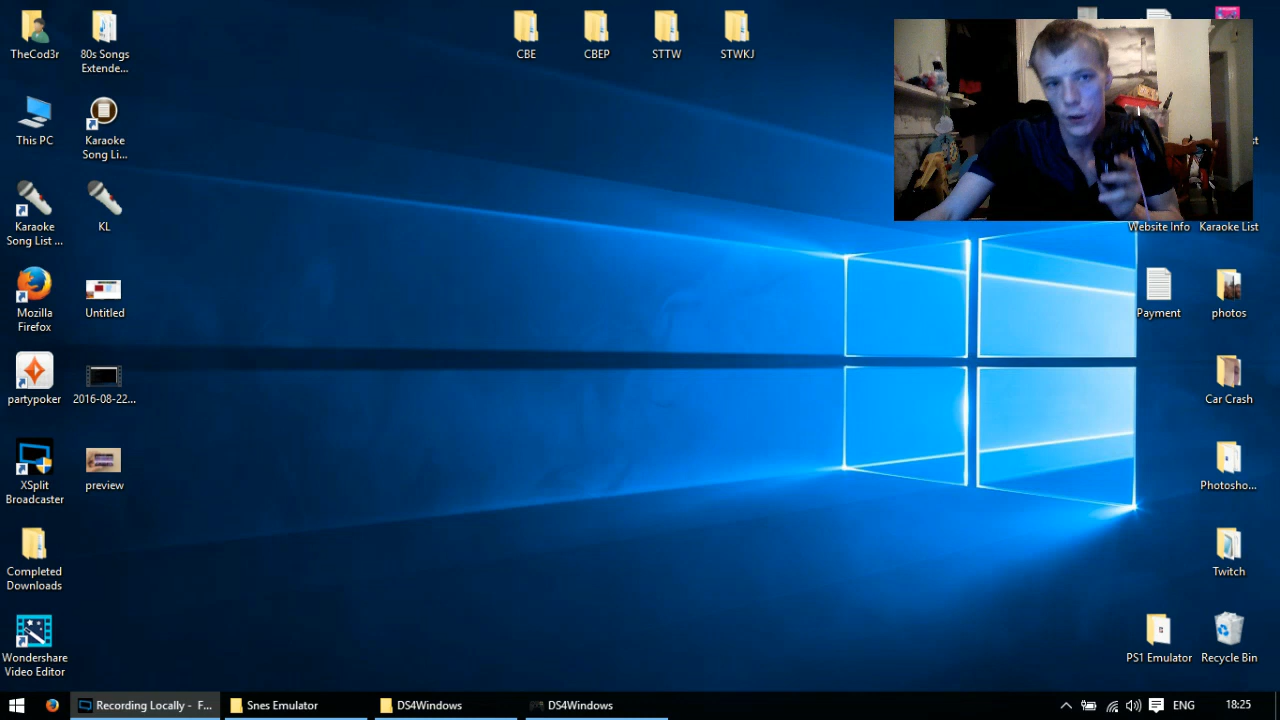 TheCod3r
80s Songs
Extende...
CBE
CBEP
STTW
STWKJ
This PC
Karaoke
Song Li...
Karaoke
Song List ...
KL
Website Info
Karaoke List
Mozilla
Firefox
Untitled
Payment
photos
partypoker
2016-08-22...
Car Crash
XSplit
Broadcaster
preview
Photosho...
Completed
Downloads
Twitch
Wondershare
Video Editor
PS1 Emulator
Recycle Bin
Recording Locally - F...
Snes Emulator
DS4Windows
DS4Windows
ENG
18:25